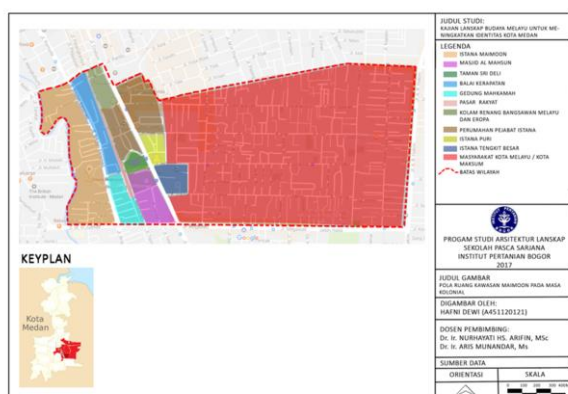 JUDUL STUDI:
KAJIAN LANSKAP BUDAYA MELAYU UNTUK ME-
NINGKATKAN IDENTITAS KOTA MEDAN
LEGENDA
ISTANA MAIMOON
MASJID AL MAHSUN
TAMAN SRI DELI
BALAI KERAPATAN
GEDUNG MAHKAMAH
PASAR RAKYAT
KOLAM RENANG BANGSAWAN MELAYU
DAN EROPA
PERUMAHAN PEJABAT ISTANA
ISTANA PURI
ISTANA TENGKIT BESAR
MASYARAKAT KOTA MELAYU / KOTA
MAKSUM
BATAS WILAYAH
PROGAM STUDI ARSITEKTUR LANSKAP
SEKOLAH PASCA SARJANA
INSTITUT PERTANIAN BOGOR
2017
JUDUL GAMBAR
POLA RUANG KAWASAN MAIMOON PADA MASA
KOLONIAL
DIGAMBAR OLEH:
HAFNI DEWI (A451120121)
DOSEN PEMBIMBING:
Dr. Ir. NURHAYATI HS. ARIFIN, MSc
Dr. Ir. ARIS MUNANDAR, Ms
SUMBER DATA
ORIENTASI
SKALA
Google
KEYPLAN
Kota
Medan